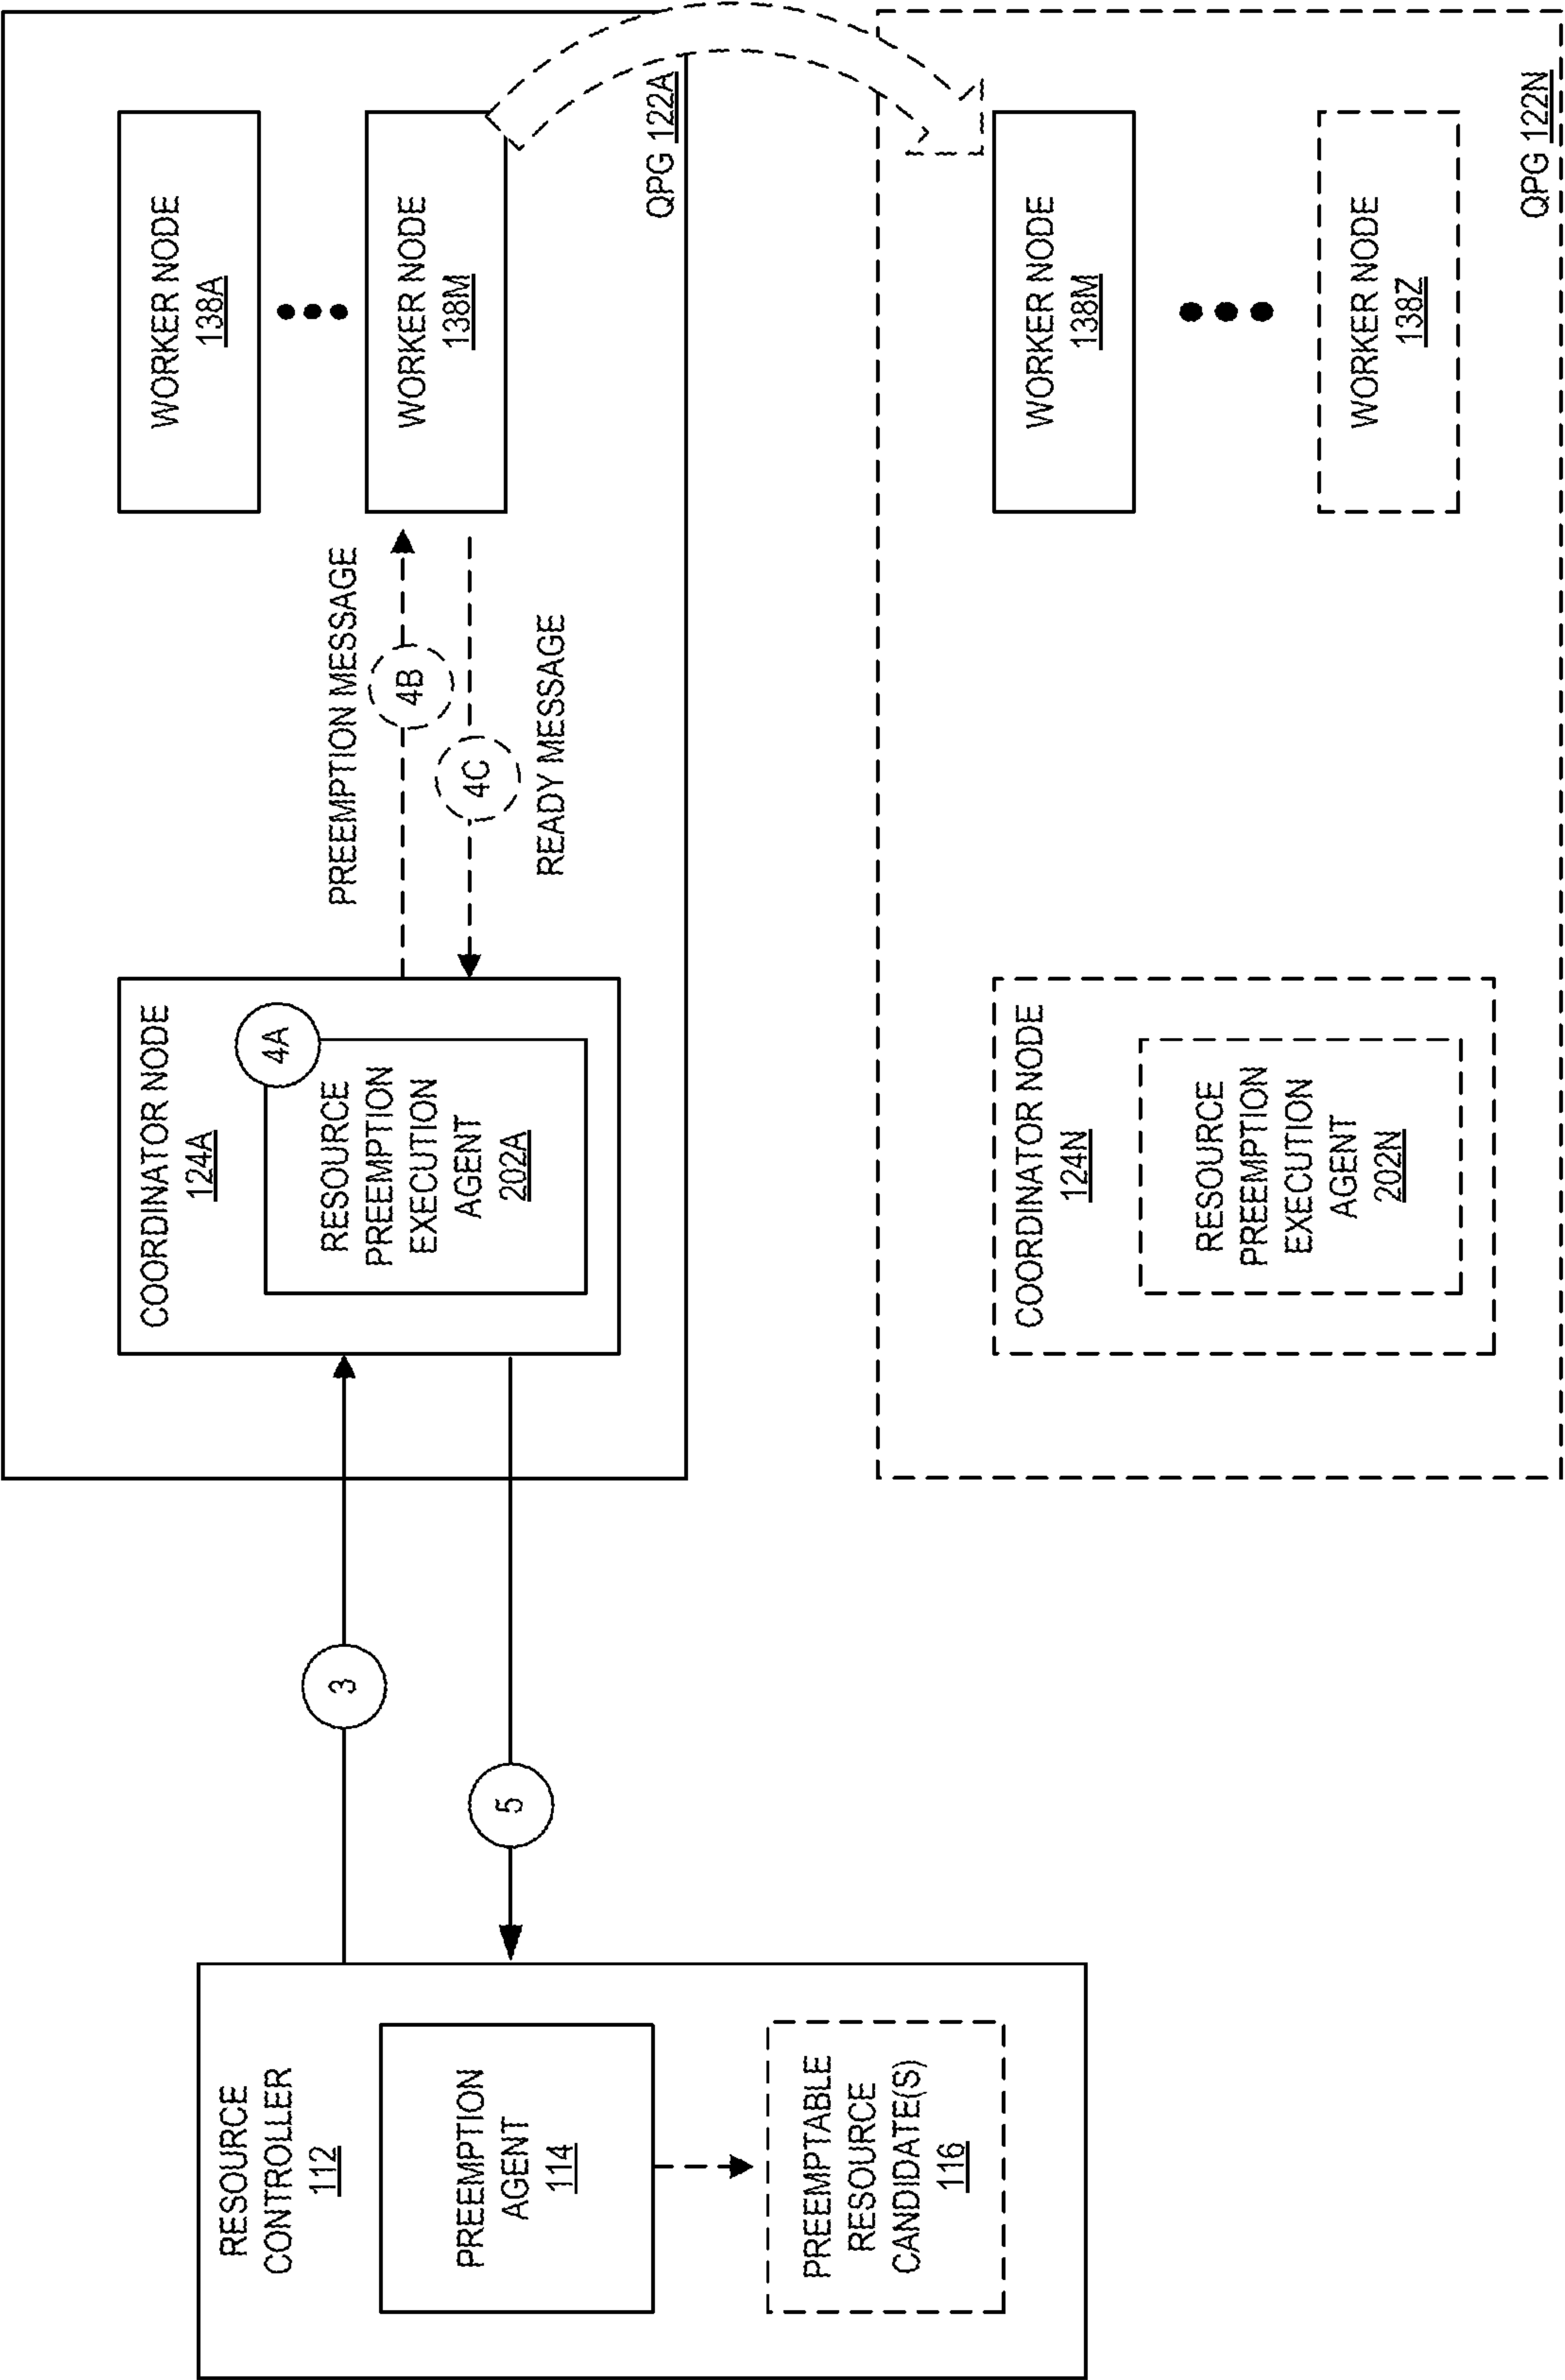 RESOURCE
CONTROLLER
112
PREEMPTION
AGENT
114
PREEMPTABLE
RESOURCE
CANDIDATE(S)
116
3
5
COORDINATOR NODE
124A
4A
RESOURCE
PREEMPTION
EXECUTION
AGENT
202A
PREEMPTION MESSAGE
4B
4C
READY MESSAGE
WORKER NODE
138A
WORKER NODE
138M
QPG 122A
COORDINATOR NODE
124N
RESOURCE
PREEMPTION
EXECUTION
AGENT
202N
WORKER NODE
138M
WORKER NODE
138Z
QPG 122N